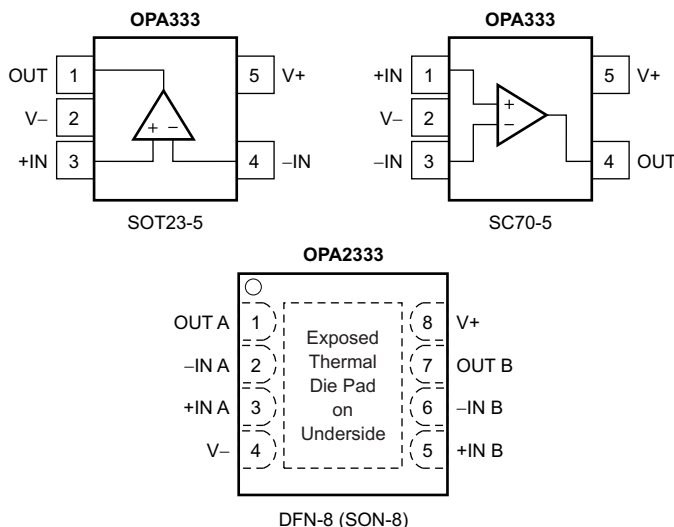 OPA333
OUT 1 5 V+
V− 2
+ −
+IN 3 4 −IN
SOT23-5
OPA333
+IN 1 5 V+
+
V− 2
−
−IN 3 4 OUT
SC70-5
OPA2333
OUT A 1 8 V+
−IN A 2 7 OUT B
+IN A 3 6 −IN B
V− 4 5 +IN B
Exposed
Thermal
Die Pad
on
Underside
DFN-8 (SON-8)